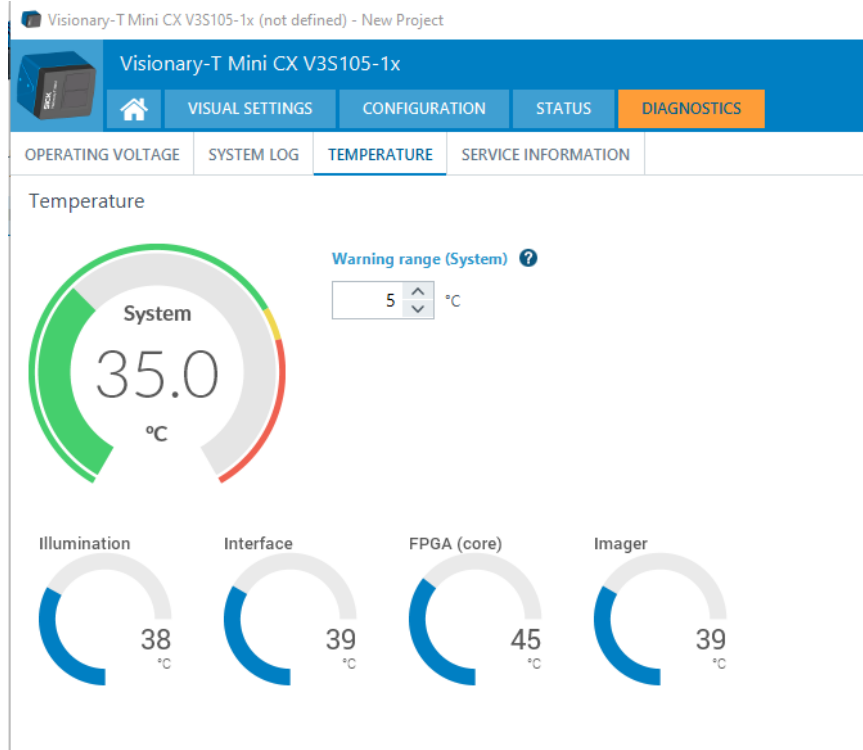 Visionary-T Mini CX V3S105-1x (not defined) - New Project
Visionary-T Mini CX V3S105-1x
SICK
VISUAL SETTINGS CONFIGURATION STATUS DIAGNOSTICS
OPERATING VOLTAGE SYSTEM LOG TEMPERATURE SERVICE INFORMATION
Temperature
Warning range (System) ?
5 °C
System
35.0
ºC
Illumination Interface FPGA (core) Imager
38 39 45 39
°C °C °C °C